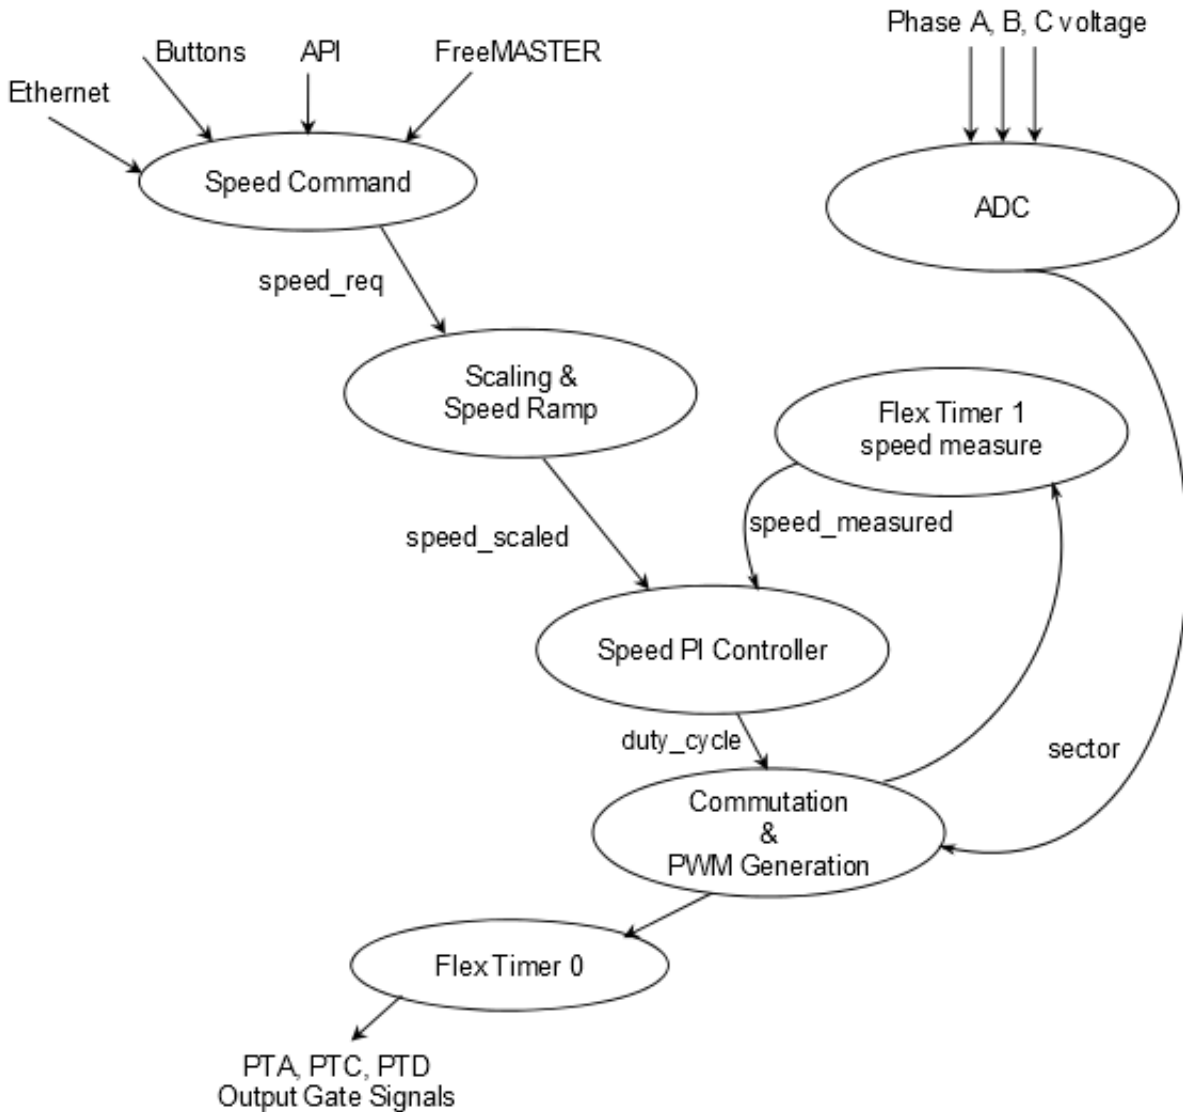 Phase A, B, C voltage
Buttons
API
FreeMASTER
Ethernet
Speed Command
ADC
speed_req
Scaling &
Speed Ramp
Flex Timer 1
speed measure
speed_measured
speed_scaled
Speed PI Controller
duty_cycle
sector
Commutation
&
PWM Generation
Flex Timer 0
PTA, PTC, PTD
Output Gate Signals